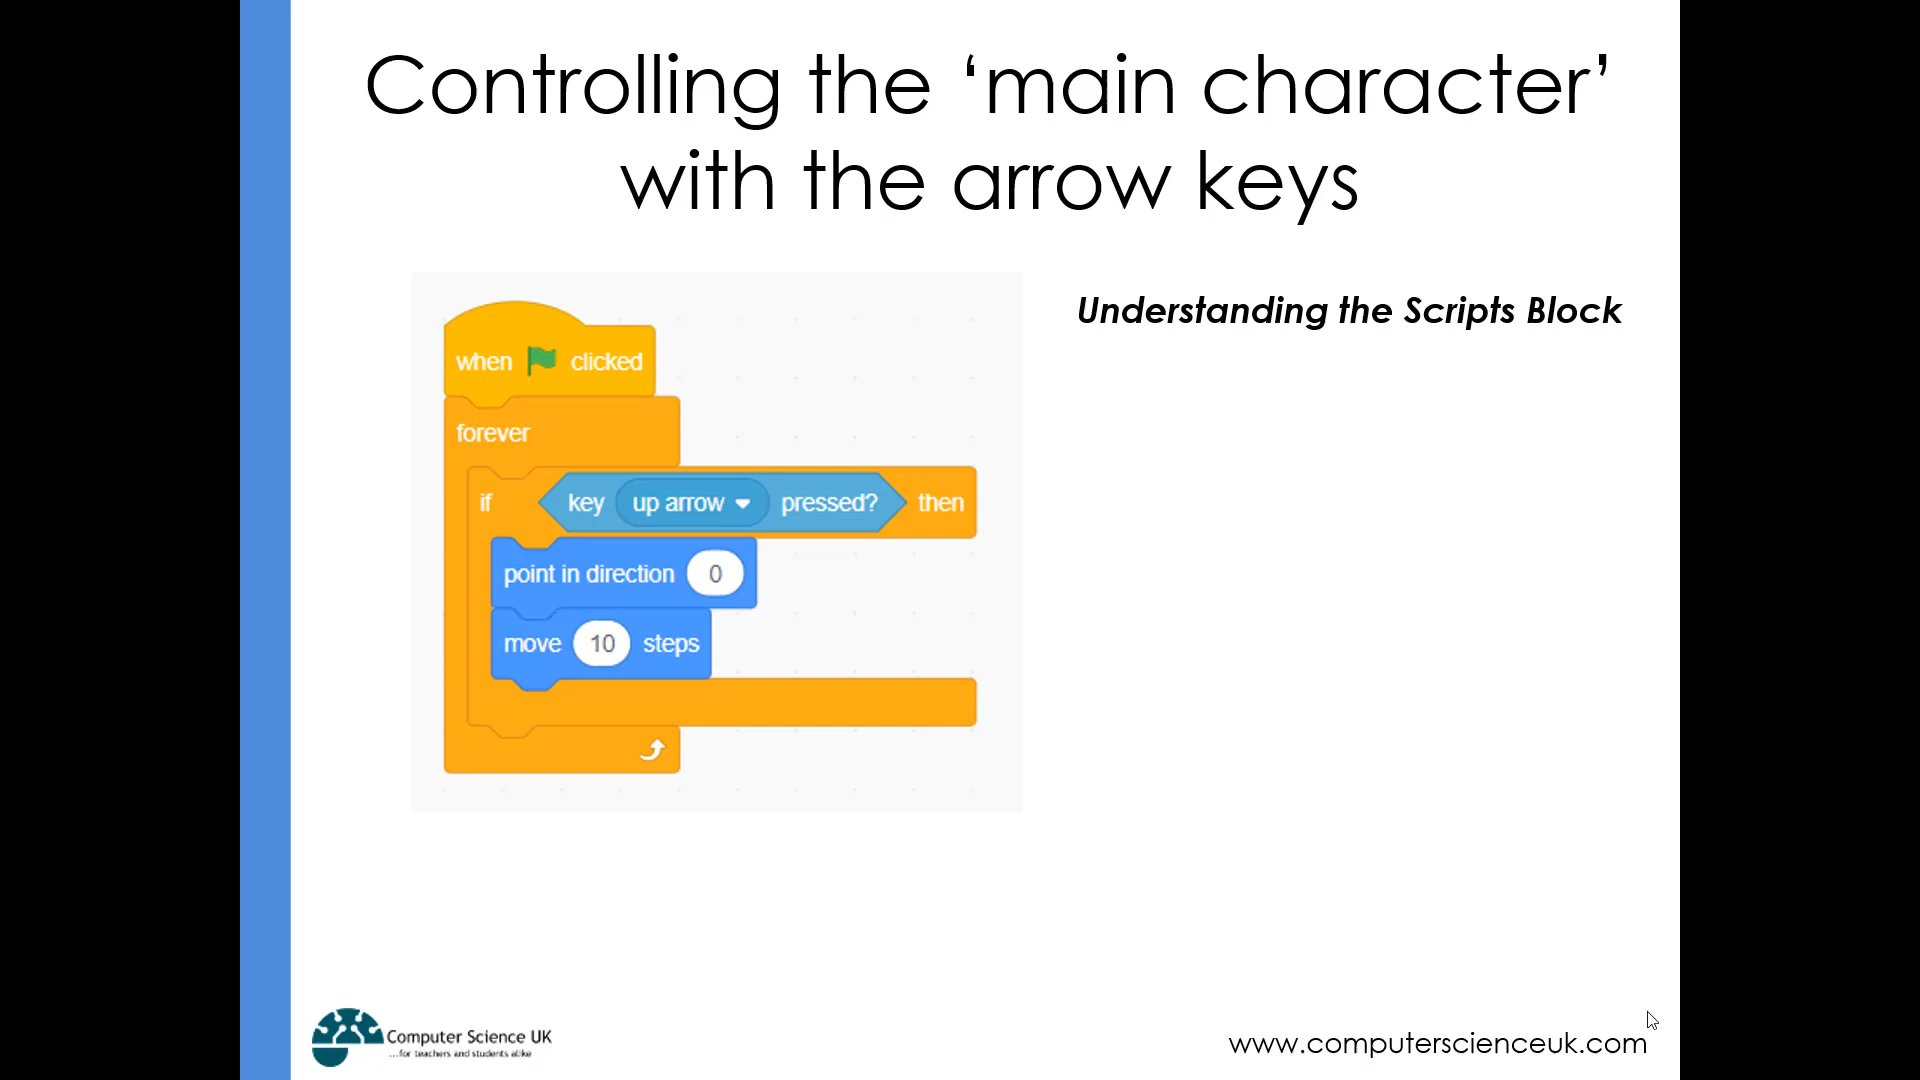 Controlling the ‘main character’
with the arrow keys
Understanding the Scripts Block
when clicked
forever
if key up arrow pressed? then
point in direction 0
move 10 steps
Computer Science UK
...for teachers and students alike
www.computerscienceuk.com